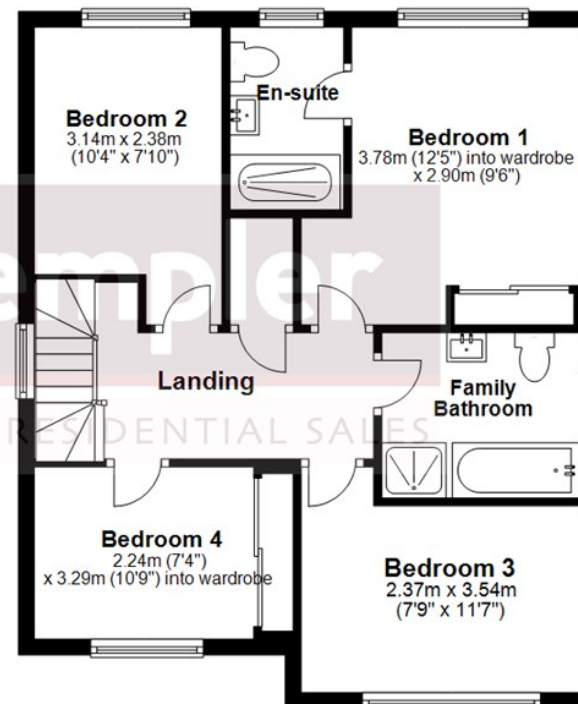 Bedroom 2
3.14m x 2.38m
(10'4" x 7'10")
En-suite
Bedroom 1
3.78m (12'5") into wardrobe
x 2.90m (9'6")
empler
Landing
Family
Bathroom
RESIDENTIAL SALES
Bedroom 4
2.24m (7'4")
x 3.29m (10'9") into wardrobe
Bedroom 3
2.37m x 3.54m
(7'9" x 11'7")